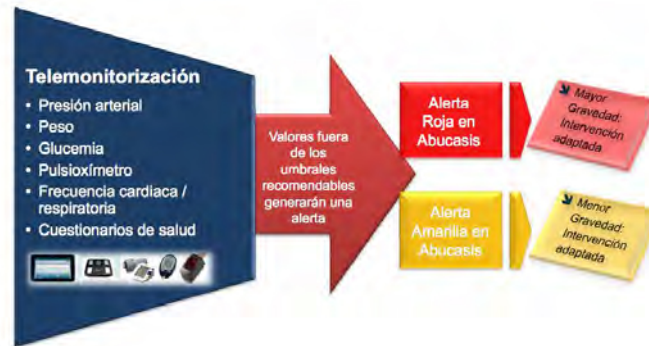 Telemonitorización
• Presión arterial
• Peso
• Glucemia
• Pulsioxímetro
• Frecuencia cardiaca /
respiratoria
• Cuestionarios de salud
Valores fuera
de los
umbrales
recomendables
generarán una
alerta
Alerta
Roja en
Abucasis
Mayor
Gravedad:
Intervención
adaptada
Alerta
Amarilla en
Abucasis
Menor
Gravedad:
Intervención
adaptada